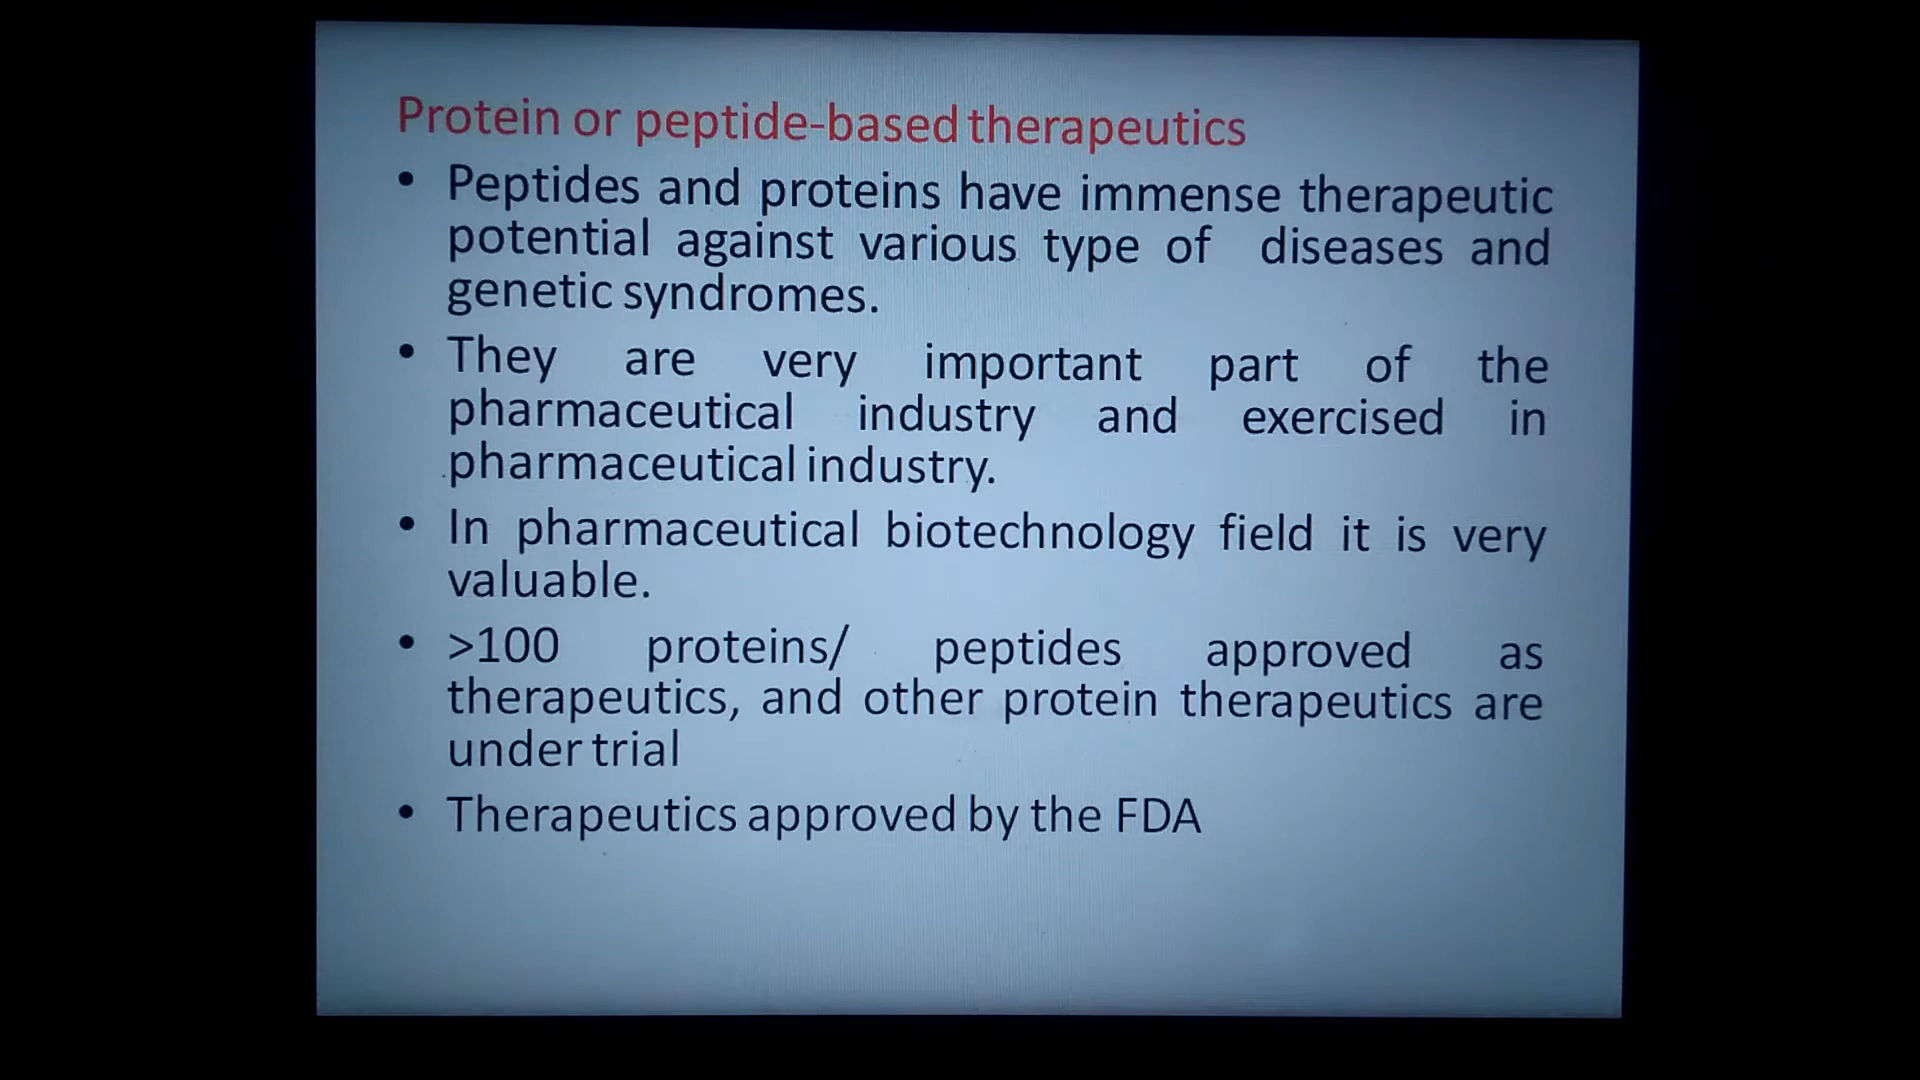 Protein or peptide-based therapeutics
• Peptides and proteins have immense therapeutic
potential against various type of diseases and
genetic syndromes.
• They are very important part of the
pharmaceutical industry and exercised in
pharmaceutical industry.
• In pharmaceutical biotechnology field it is very
valuable.
• >100 proteins/ peptides approved as
therapeutics, and other protein therapeutics are
under trial
• Therapeutics approved by the FDA